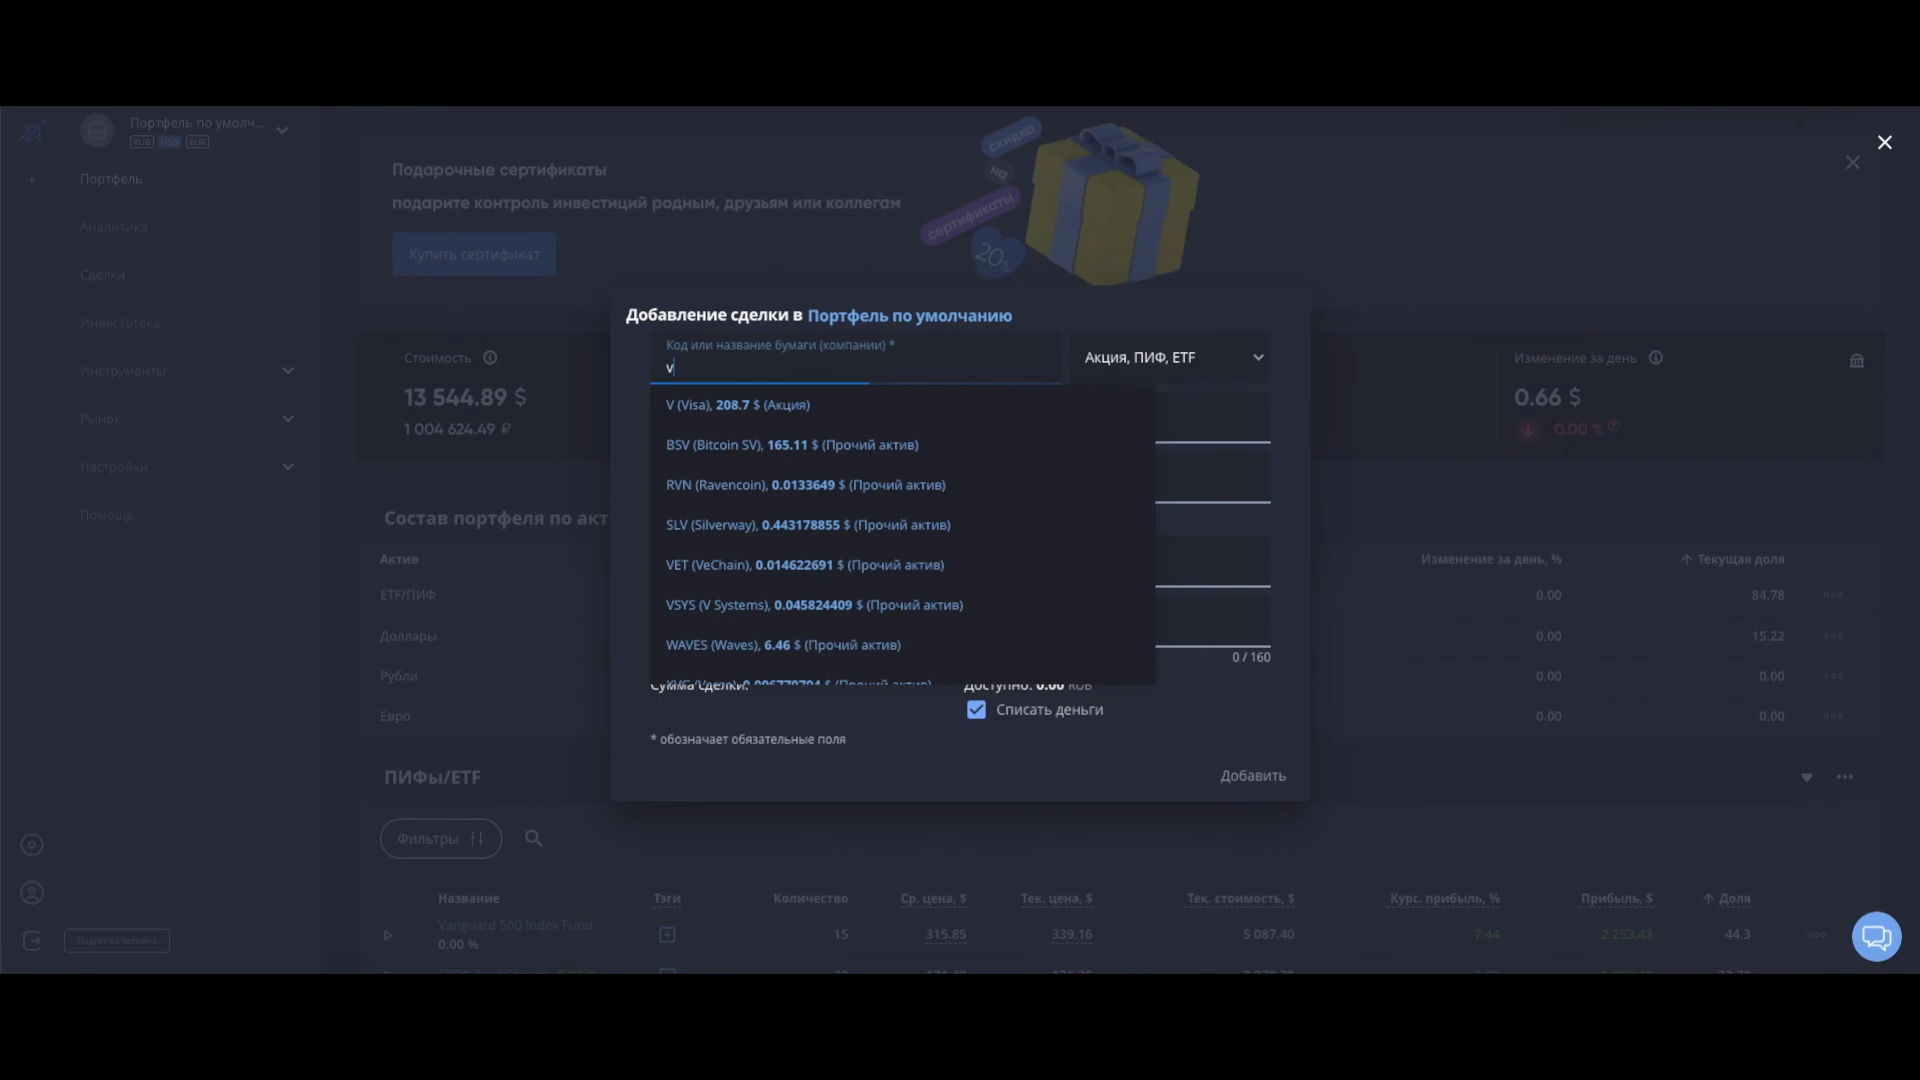 Портфель по умолч...
RUB USD EUR
Портфель
Аналитика
Сделки
Инвестотека
Инструменты
Рынок
Настройки
Помощь
Подписка активна
Подарочные сертификаты
подарите контроль инвестиций родным, друзьям или коллегам
Купить сертификат
скидка
на
сертификаты
20%
Стоимость
13 544.89 $
1 004 624.49 ₽
Изменение за день
0.66 $
0.00 %
Добавление сделки в Портфель по умолчанию
Код или название бумаги (компании) *
v
Акция, ПИФ, ETF
V (Visa), 208.7 $ (Акция)
BSV (Bitcoin SV), 165.11 $ (Прочий актив)
RVN (Ravencoin), 0.0133649 $ (Прочий актив)
SLV (Silverway), 0.443178855 $ (Прочий актив)
VET (VeChain), 0.014622691 $ (Прочий актив)
VSYS (V Systems), 0.045824409 $ (Прочий актив)
WAVES (Waves), 6.46 $ (Прочий актив)
0 / 160
Сумма сделки:
Доступно: 0.00 RUB
Списать деньги
* обозначает обязательные поля
Добавить
Состав портфеля по акт
Актив
Изменение за день, %
Текущая доля
ETF/ПИФ
0.00
84.78
Доллары
0.00
15.22
Рубли
0.00
0.00
Евро
0.00
0.00
ПИФы/ETF
Фильтры
Название
Тэги
Количество
Ср. цена, $
Тек. цена, $
Тек. стоимость, $
Курс. прибыль, %
Прибыль, $
Доля
Vanguard 500 Index Fund
0.00 %
15
315.85
339.16
5 087.40
7.44
2 253.43
44.3